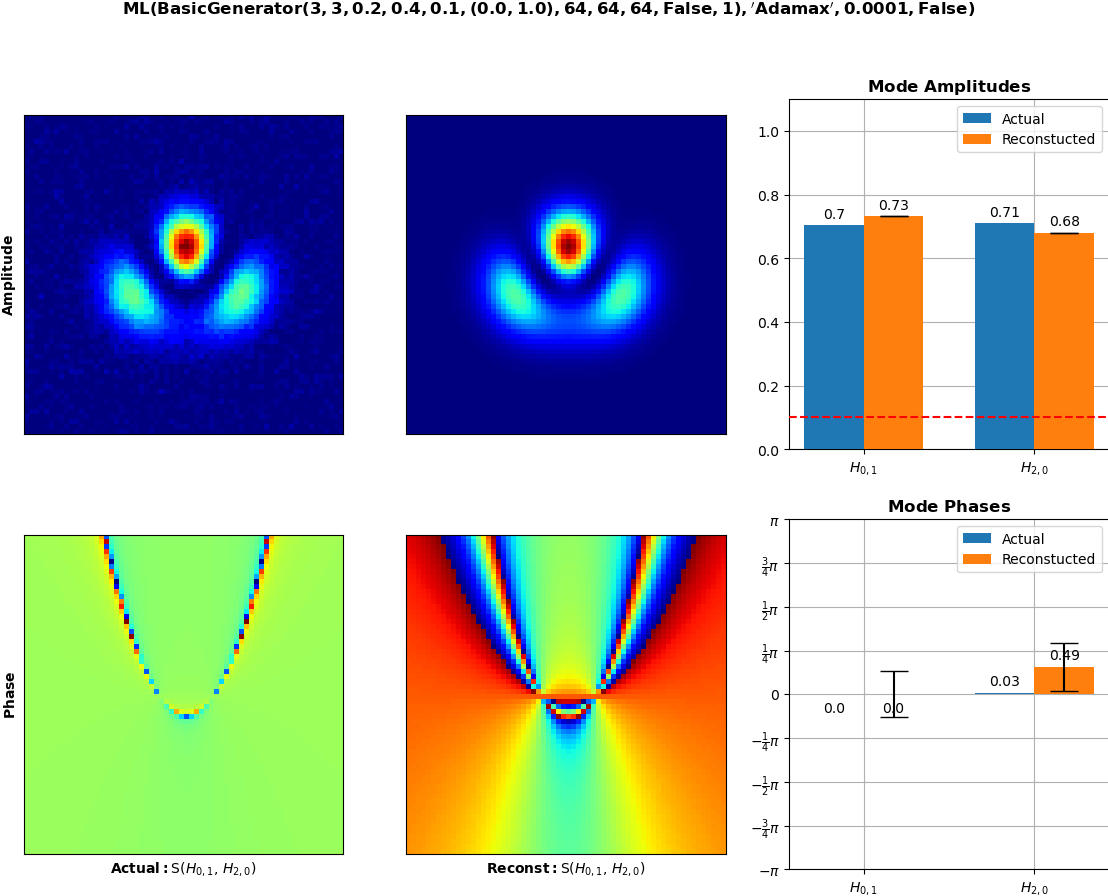 ML(BasicGenerator(3, 3, 0.2, 0.4, 0.1, (0.0, 1.0), 64, 64, 64, False, 1), ′Adamax′, 0.0001, False)
Amplitude
Mode Amplitudes
Actual
Reconstucted
1.0
0.8
0.6
0.4
0.2
0.0
0.7
0.73
0.71
0.68
H0, 1
H2, 0
Phase
Actual: S(H0, 1, H2, 0)
Reconst: S(H0, 1, H2, 0)
Mode Phases
Actual
Reconstucted
π
3/4π
1/2π
1/4π
0
−1/4π
−1/2π
−3/4π
−π
0.0
0.0
0.03
0.49
H0, 1
H2, 0